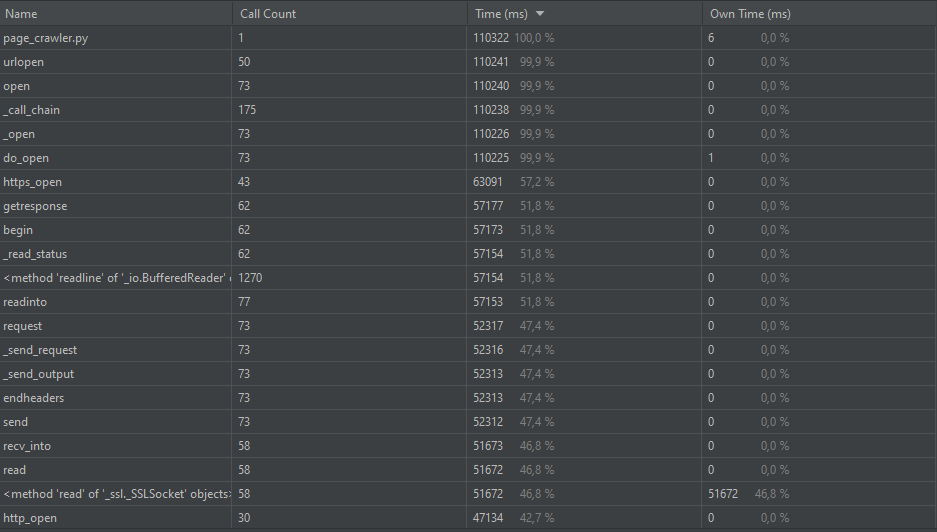 Name Call Count Time (ms) Own Time (ms)
page_crawler.py 1 110322 100,0 % 6 0,0 %
urlopen 50 110241 99,9 % 0 0,0 %
open 73 110240 99,9 % 0 0,0 %
_call_chain 175 110238 99,9 % 0 0,0 %
_open 73 110226 99,9 % 0 0,0 %
do_open 73 110225 99,9 % 1 0,0 %
https_open 43 63091 57,2 % 0 0,0 %
getresponse 62 57177 51,8 % 0 0,0 %
begin 62 57173 51,8 % 0 0,0 %
_read_status 62 57154 51,8 % 0 0,0 %
<method 'readline' of '_io.BufferedReader' 1270 57154 51,8 % 0 0,0 %
readinto 77 57153 51,8 % 0 0,0 %
request 73 52317 47,4 % 0 0,0 %
_send_request 73 52316 47,4 % 0 0,0 %
_send_output 73 52313 47,4 % 0 0,0 %
endheaders 73 52313 47,4 % 0 0,0 %
send 73 52312 47,4 % 0 0,0 %
recv_into 58 51673 46,8 % 0 0,0 %
read 58 51672 46,8 % 0 0,0 %
<method 'read' of '_ssl._SSLSocket' objects> 58 51672 46,8 % 51672 46,8 %
http_open 30 47134 42,7 % 0 0,0 %